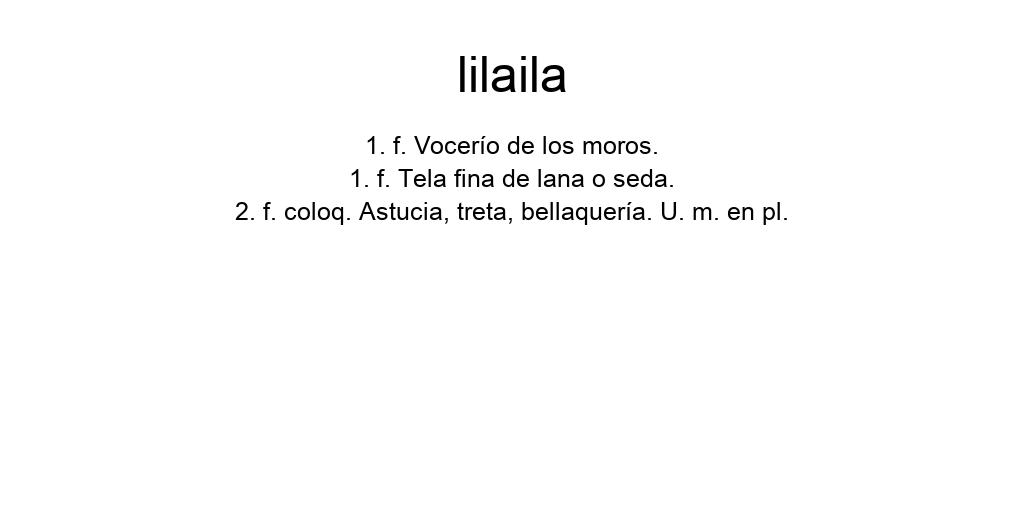 lilaila
1. f. Vocerío de los moros.
1. f. Tela fina de lana o seda.
2. f. coloq. Astucia, treta, bellaquería. U. m. en pl.